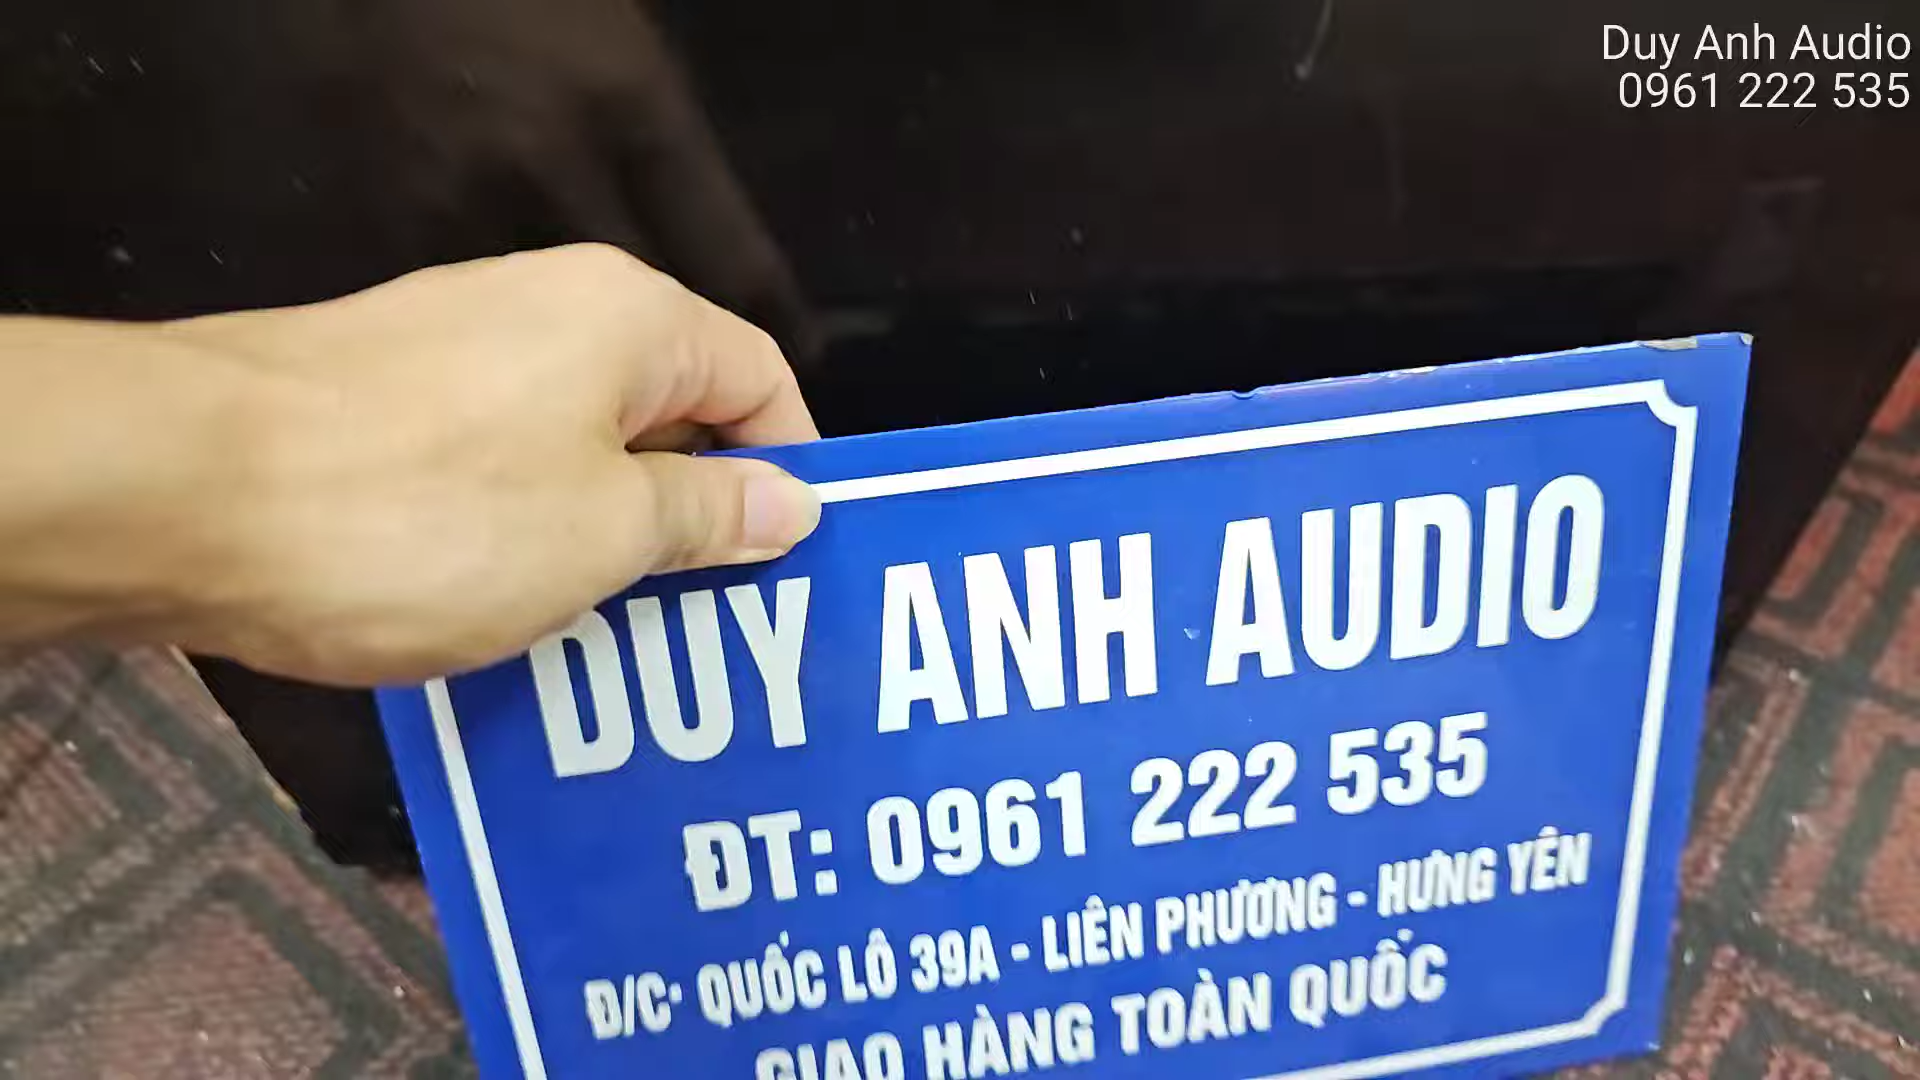 Duy Anh Audio
0961 222 535
DUY ANH AUDIO
ĐT: 0961 222 535
Đ/C: QUỐC LÔ 39A - LIÊN PHƯƠNG - HƯNG YÊN
GIAO HÀNG TOÀN QUỐC